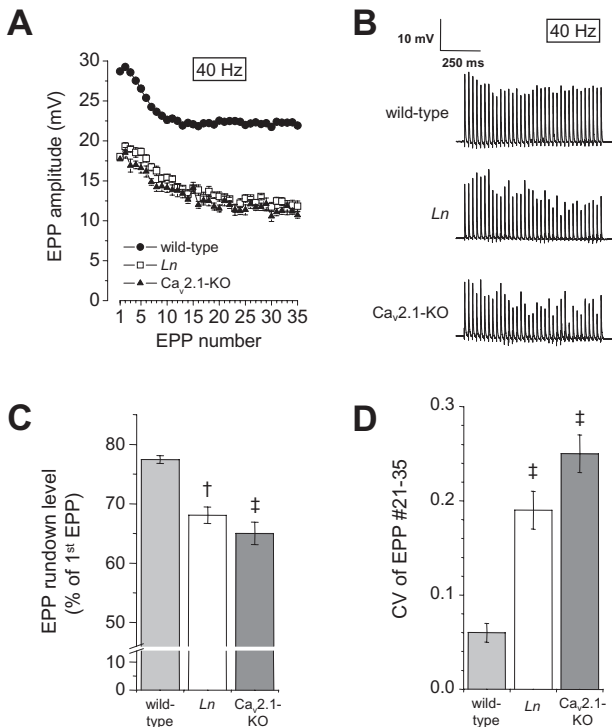 A
40 Hz
EPP amplitude (mV)
35
30
25
20
15
10
5
0
wild-type
Ln
Cav2.1-KO
1 5 10 15 20 25 30 35
EPP number
B
10 mV
250 ms
40 Hz
wild-type
Ln
Cav2.1-KO
C
EPP rundown level
(% of 1st EPP)
80
70
60
50
10
0
†
‡
wild-
type
Ln
Cav2.1-
KO
D
CV of EPP #21-35
0.3
0.2
0.1
0.0
‡
‡
wild-
type
Ln
Cav2.1-
KO